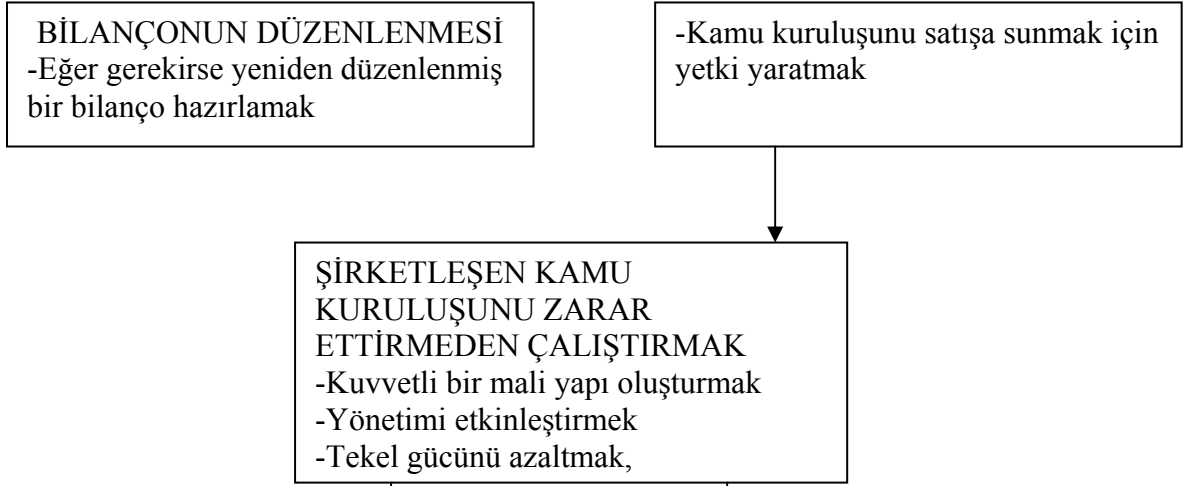 BİLANÇONUN DÜZENLENMESİ
-Eğer gerekirse yeniden düzenlenmiş
bir bilanço hazırlamak
-Kamu kuruluşunu satışa sunmak için
yetki yaratmak
ŞİRKETLEŞEN KAMU
KURULUŞUNU ZARAR
ETTİRMEDEN ÇALIŞTIRMAK
-Kuvvetli bir mali yapı oluşturmak
-Yönetimi etkinleştirmek
-Tekel gücünü azaltmak,